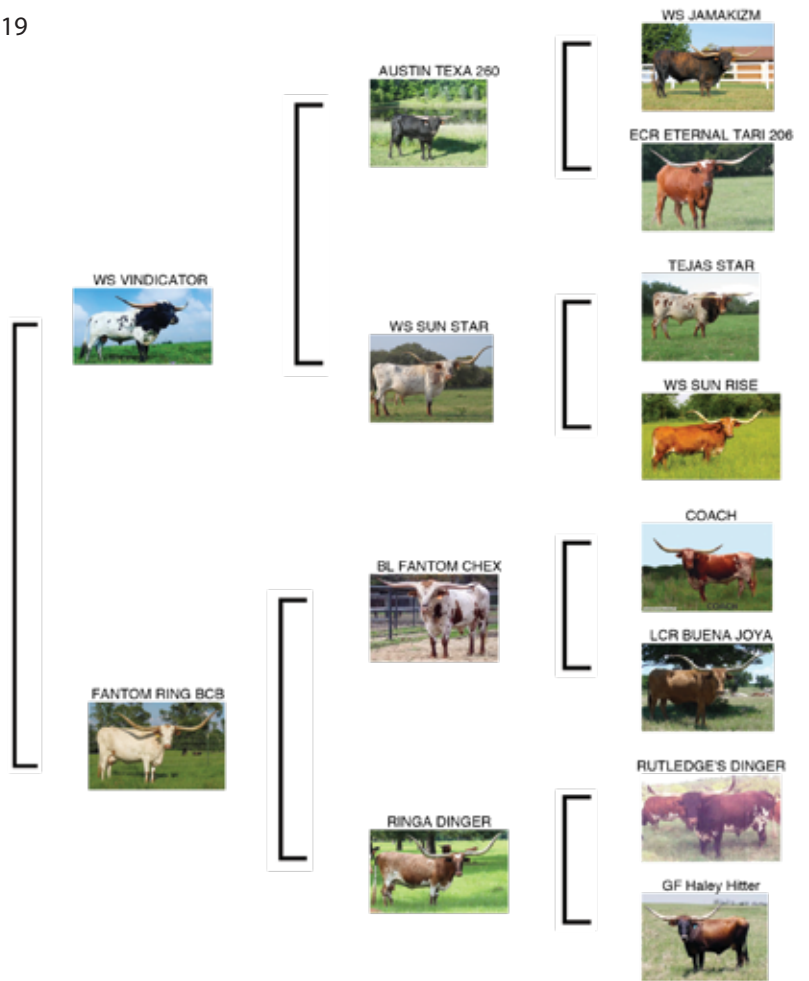 19
WS JAMAKIZM
AUSTIN TEXA 260
ECR ETERNAL TARI 206
TEJAS STAR
WS VINDICATOR
WS SUN STAR
WS SUN RISE
COACH
BL FANTOM CHEX
COACH
LCR BUENA JOYA
FANTOM RING BCB
RUTLEDGE'S DINGER
RINGA DINGER
GF Haley Hitter